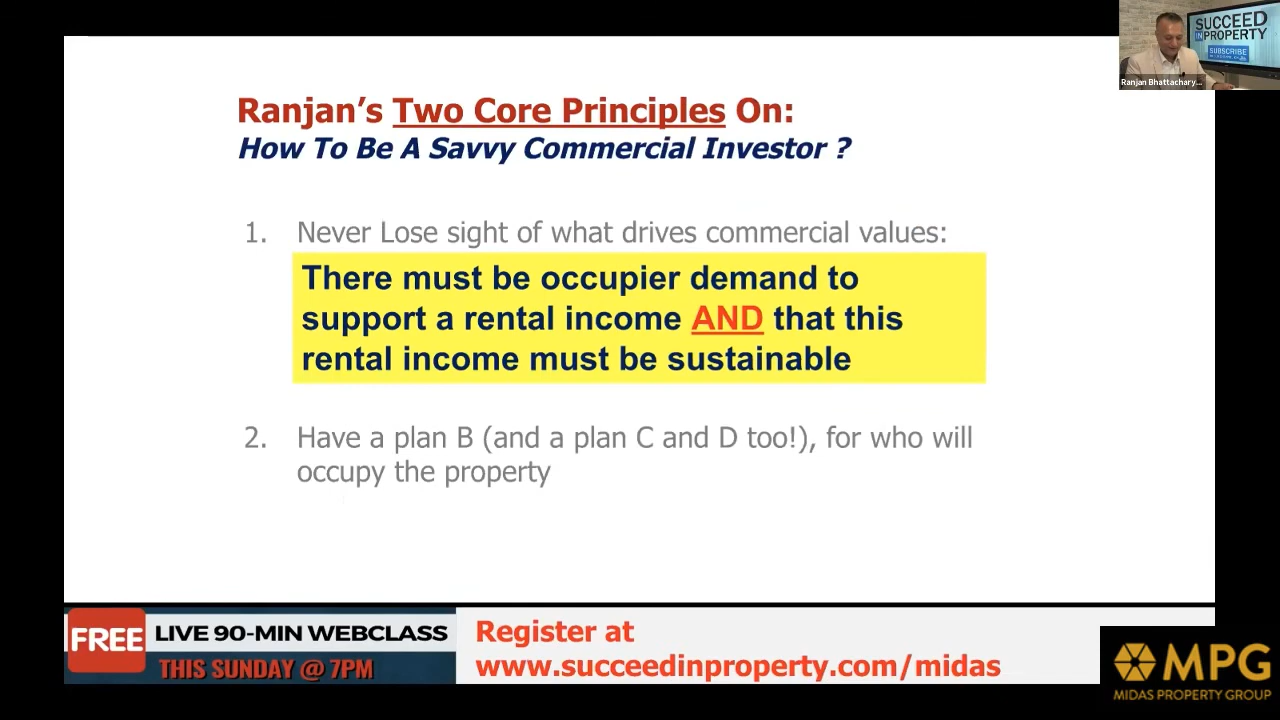 SUCCEED
IN PROPERTY
SUBSCRIBE
Ranjan Bhattachary...
Ranjan's Two Core Principles On:
How To Be A Savvy Commercial Investor ?
1. Never Lose sight of what drives commercial values:
There must be occupier demand to
support a rental income AND that this
rental income must be sustainable
2. Have a plan B (and a plan C and D too!), for who will
occupy the property
FREE
LIVE 90-MIN WEBCLASS
THIS SUNDAY @ 7PM
Register at
www.succeedinproperty.com/midas
MPG
MIDAS PROPERTY GROUP